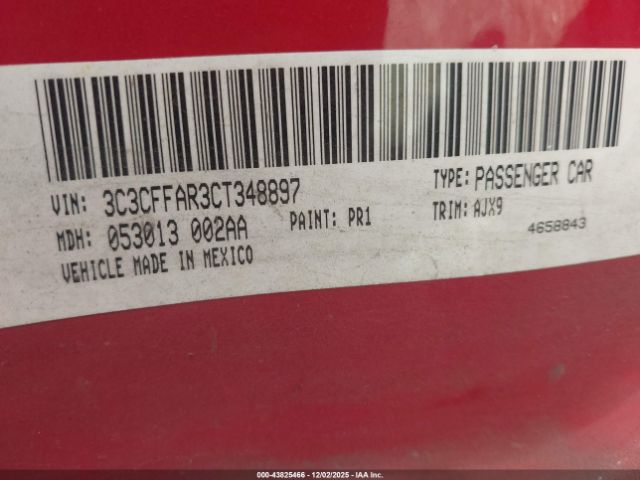 VIN: 3C3CFFAR3CT348897 TYPE: PASSENGER CAR
MDH: 053013 002AA PAINT: PR1 TRIM: AJX9
VEHICLE MADE IN MEXICO 4658843
000-43825466 - 12/02/2025 - IAA Inc.